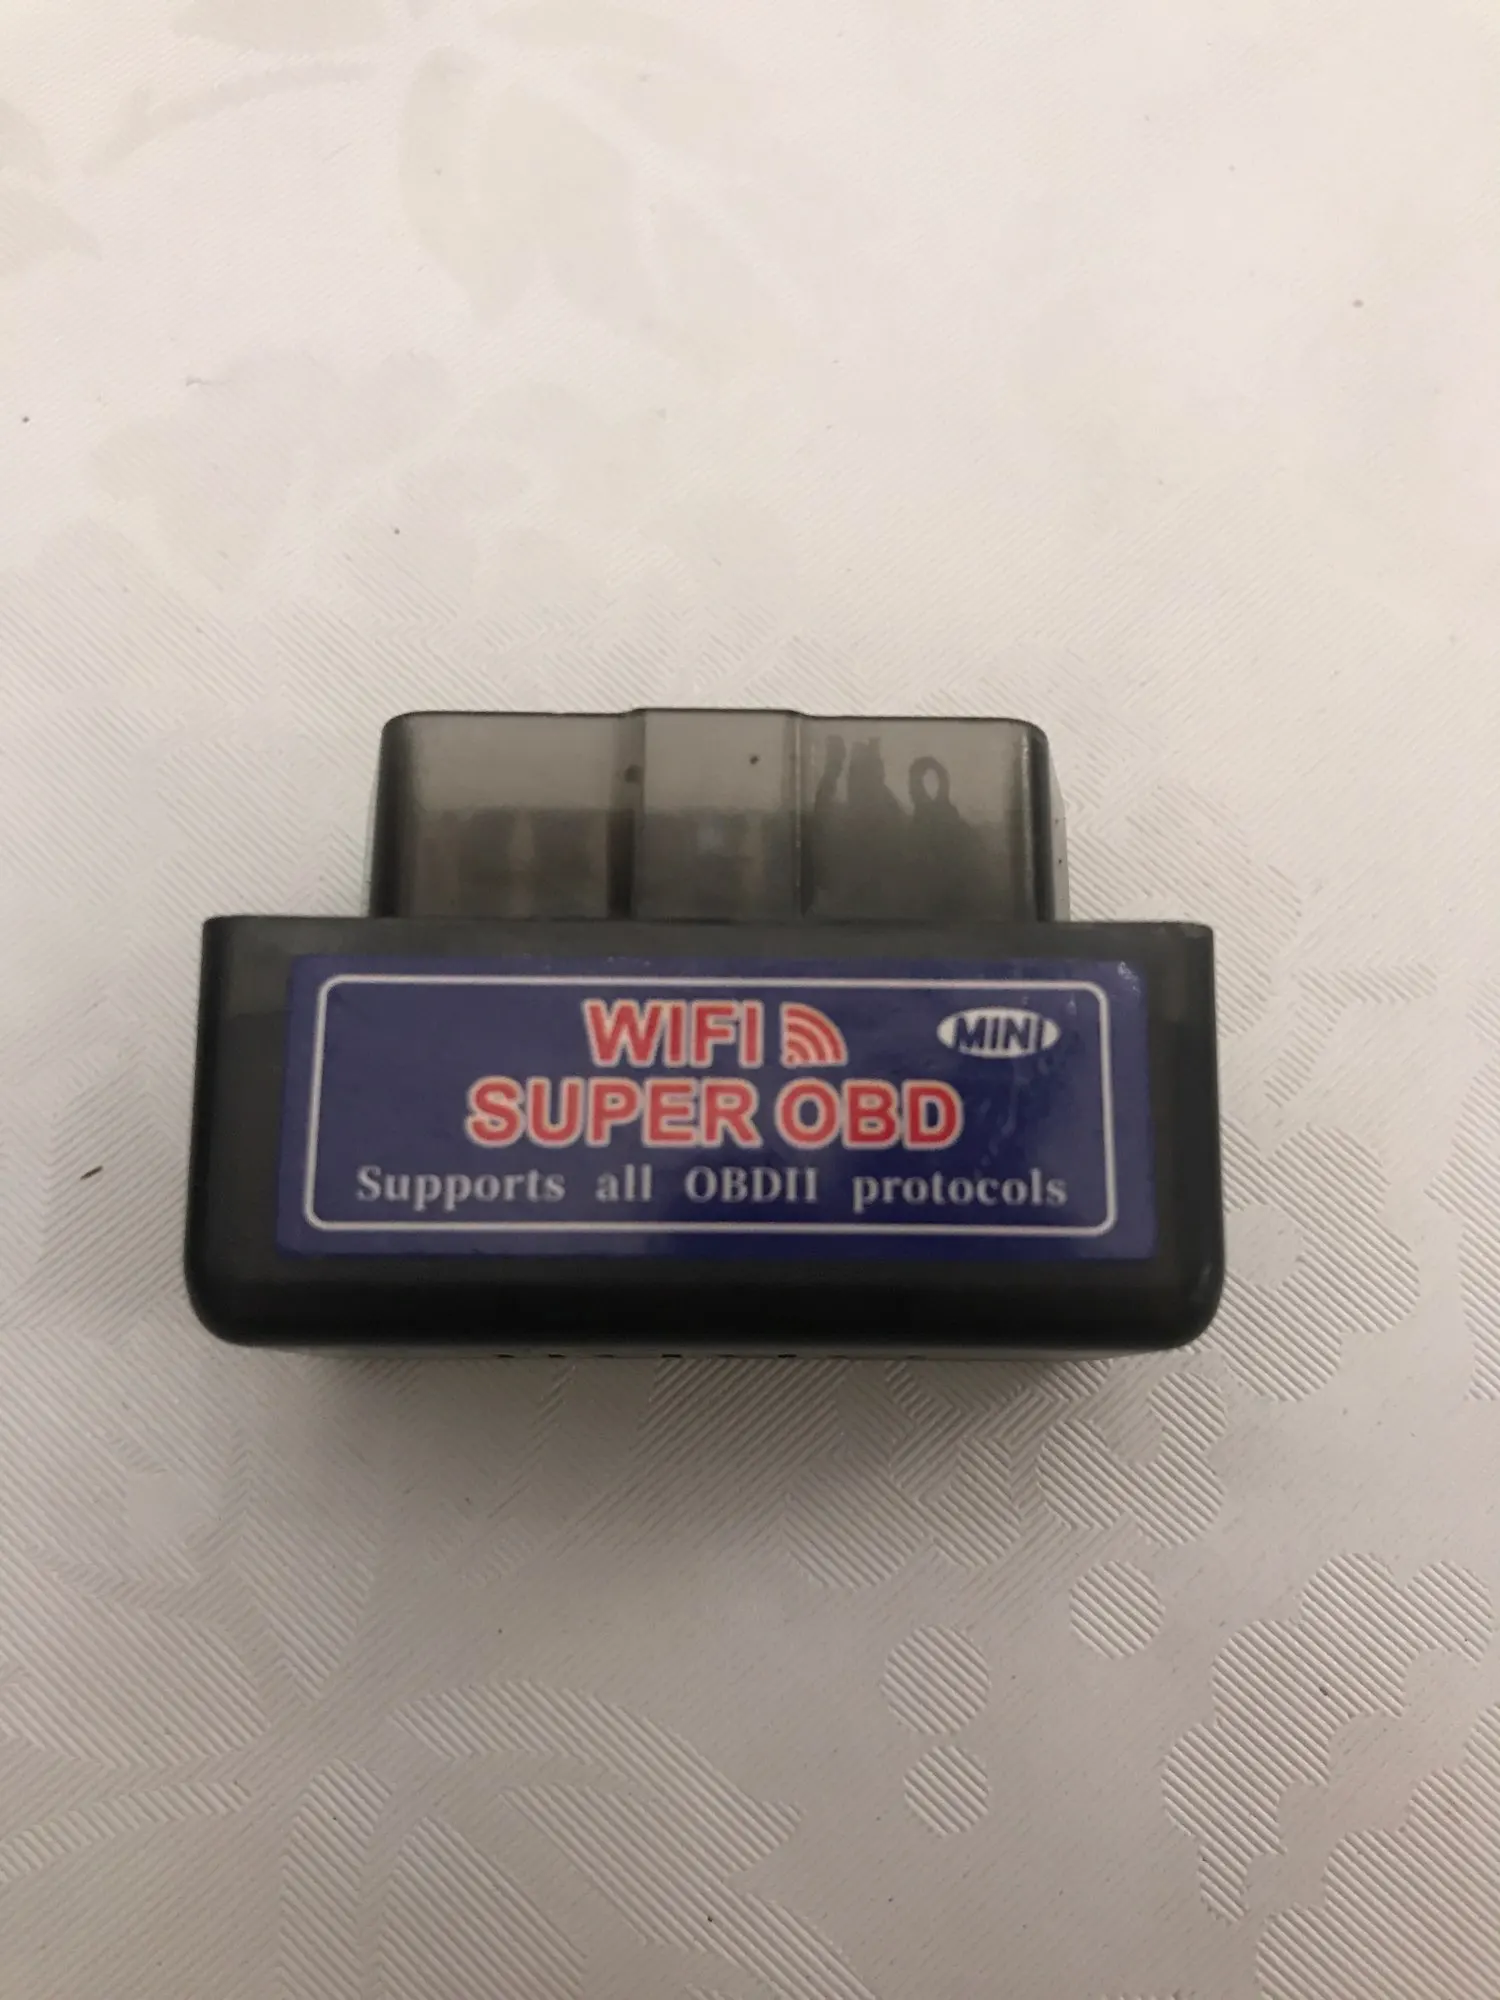 WIFI
MINI
SUPER OBD
Supports all OBDII protocols